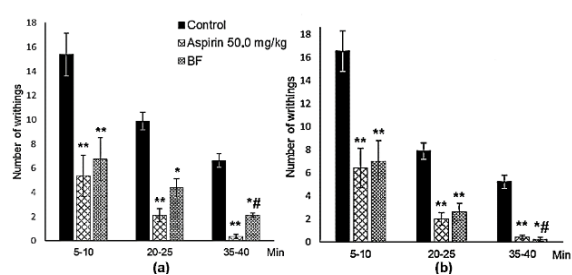 18
16
14
12
10
8
6
4
2
0
Number of writhings
Control
Aspirin 50.0 mg/kg
BF
** **
** *
** *#
5-10 20-25 35-40 Min
(a)
18
16
14
12
10
8
6
4
2
0
Number of writhings
** **
** **
** *#
5-10 20-25 35-40 Min
(b)